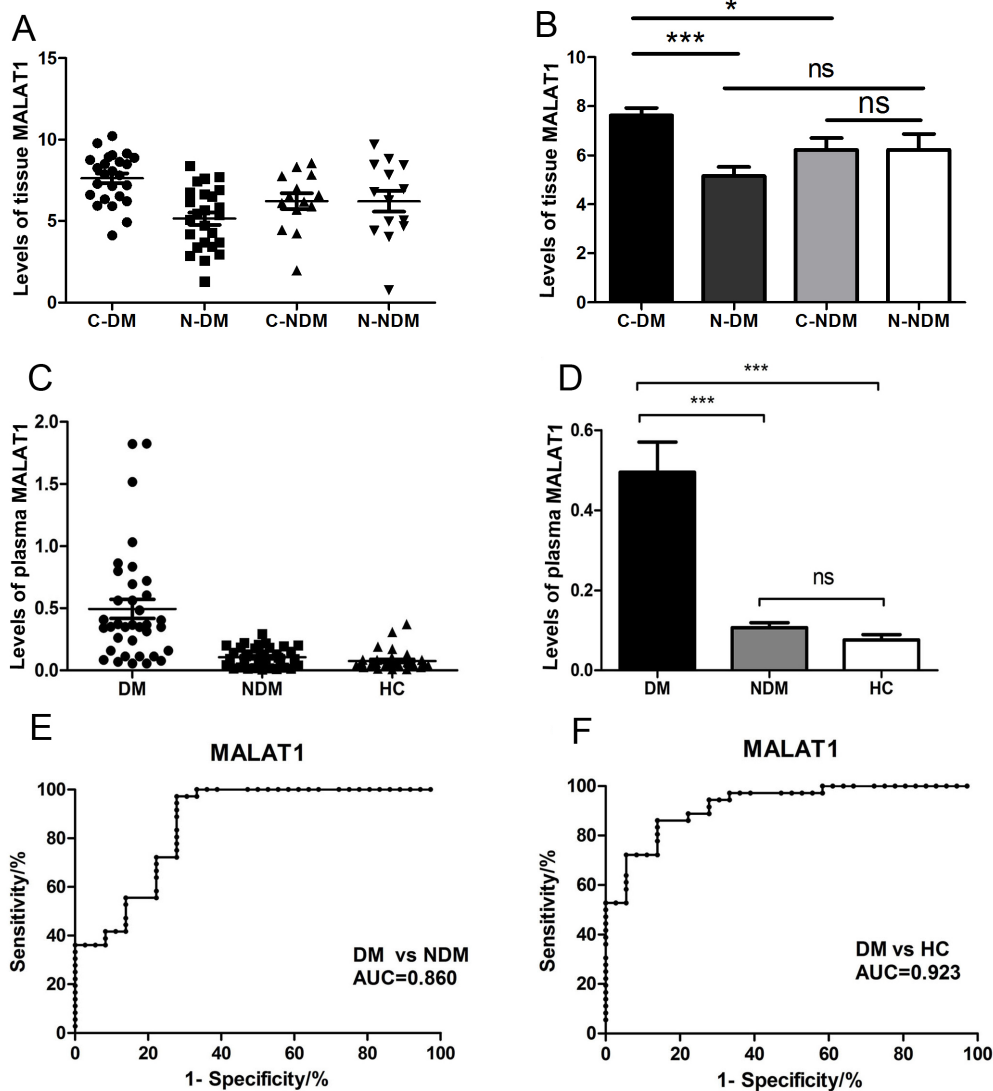 A
Levels of tissue MALAT1
15
10
5
0
C-DM N-DM C-NDM N-NDM
B
*
***
ns
ns
Levels of tissue MALAT1
10
8
6
4
2
0
C-DM N-DM C-NDM N-NDM
C
Levels of plasma MALAT1
2.0
1.5
1.0
0.5
0.0
DM NDM HC
D
***
***
ns
Levels of plasma MALAT1
0.6
0.4
0.2
0.0
DM NDM HC
E
MALAT1
Sensitivity/%
100
80
60
40
20
0
DM vs NDM
AUC=0.860
0 20 40 60 80 100
1- Specificity/%
F
MALAT1
Sensitivity/%
100
80
60
40
20
0
DM vs HC
AUC=0.923
0 20 40 60 80 100
1- Specificity/%